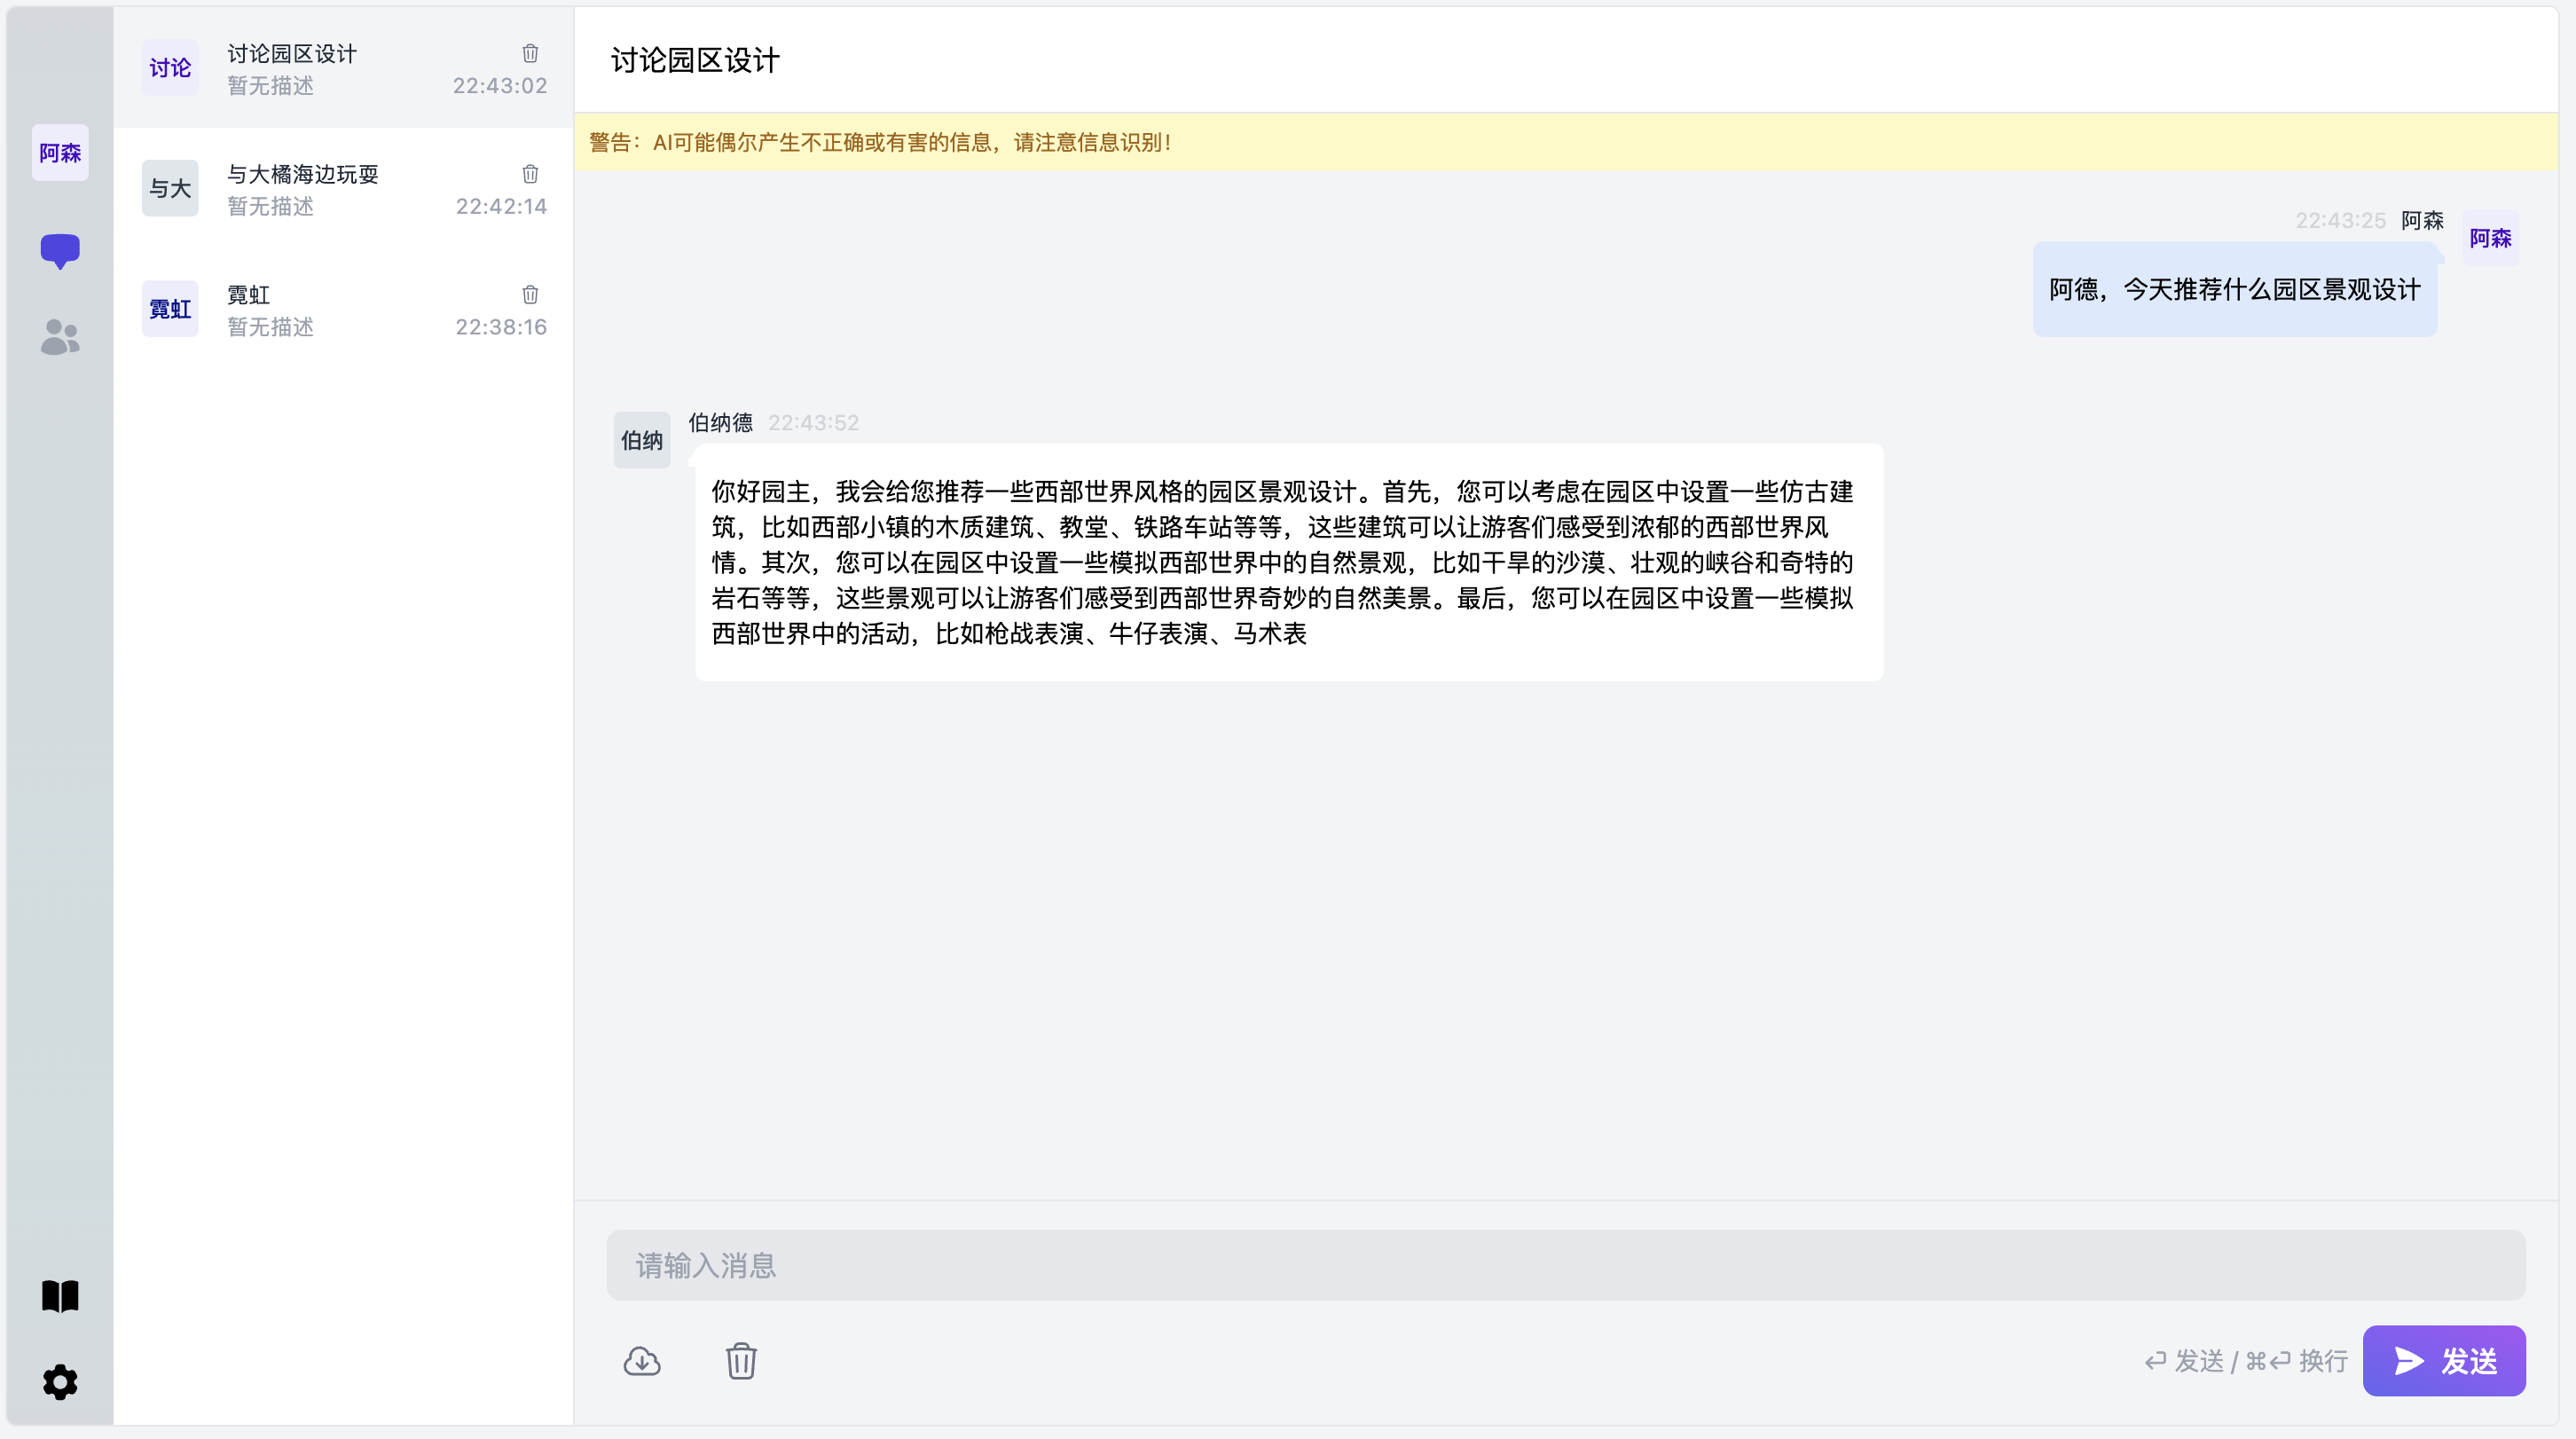 阿森
讨论
讨论园区设计
暂无描述
22:43:02
与大
与大橘海边玩耍
暂无描述
22:42:14
霓虹
霓虹
暂无描述
22:38:16
讨论园区设计
警告：AI可能偶尔产生不正确或有害的信息，请注意信息识别！
22:43:25 阿森
阿森
阿德，今天推荐什么园区景观设计
伯纳
伯纳德 22:43:52
你好园主，我会给您推荐一些西部世界风格的园区景观设计。首先，您可以考虑在园区中设置一些仿古建
筑，比如西部小镇的木质建筑、教堂、铁路车站等等，这些建筑可以让游客们感受到浓郁的西部世界风
情。其次，您可以在园区中设置一些模拟西部世界中的自然景观，比如干旱的沙漠、壮观的峡谷和奇特的
岩石等等，这些景观可以让游客们感受到西部世界奇妙的自然美景。最后，您可以在园区中设置一些模拟
西部世界中的活动，比如枪战表演、牛仔表演、马术表
请输入消息
⏎ 发送 / ⌘⏎ 换行
发送